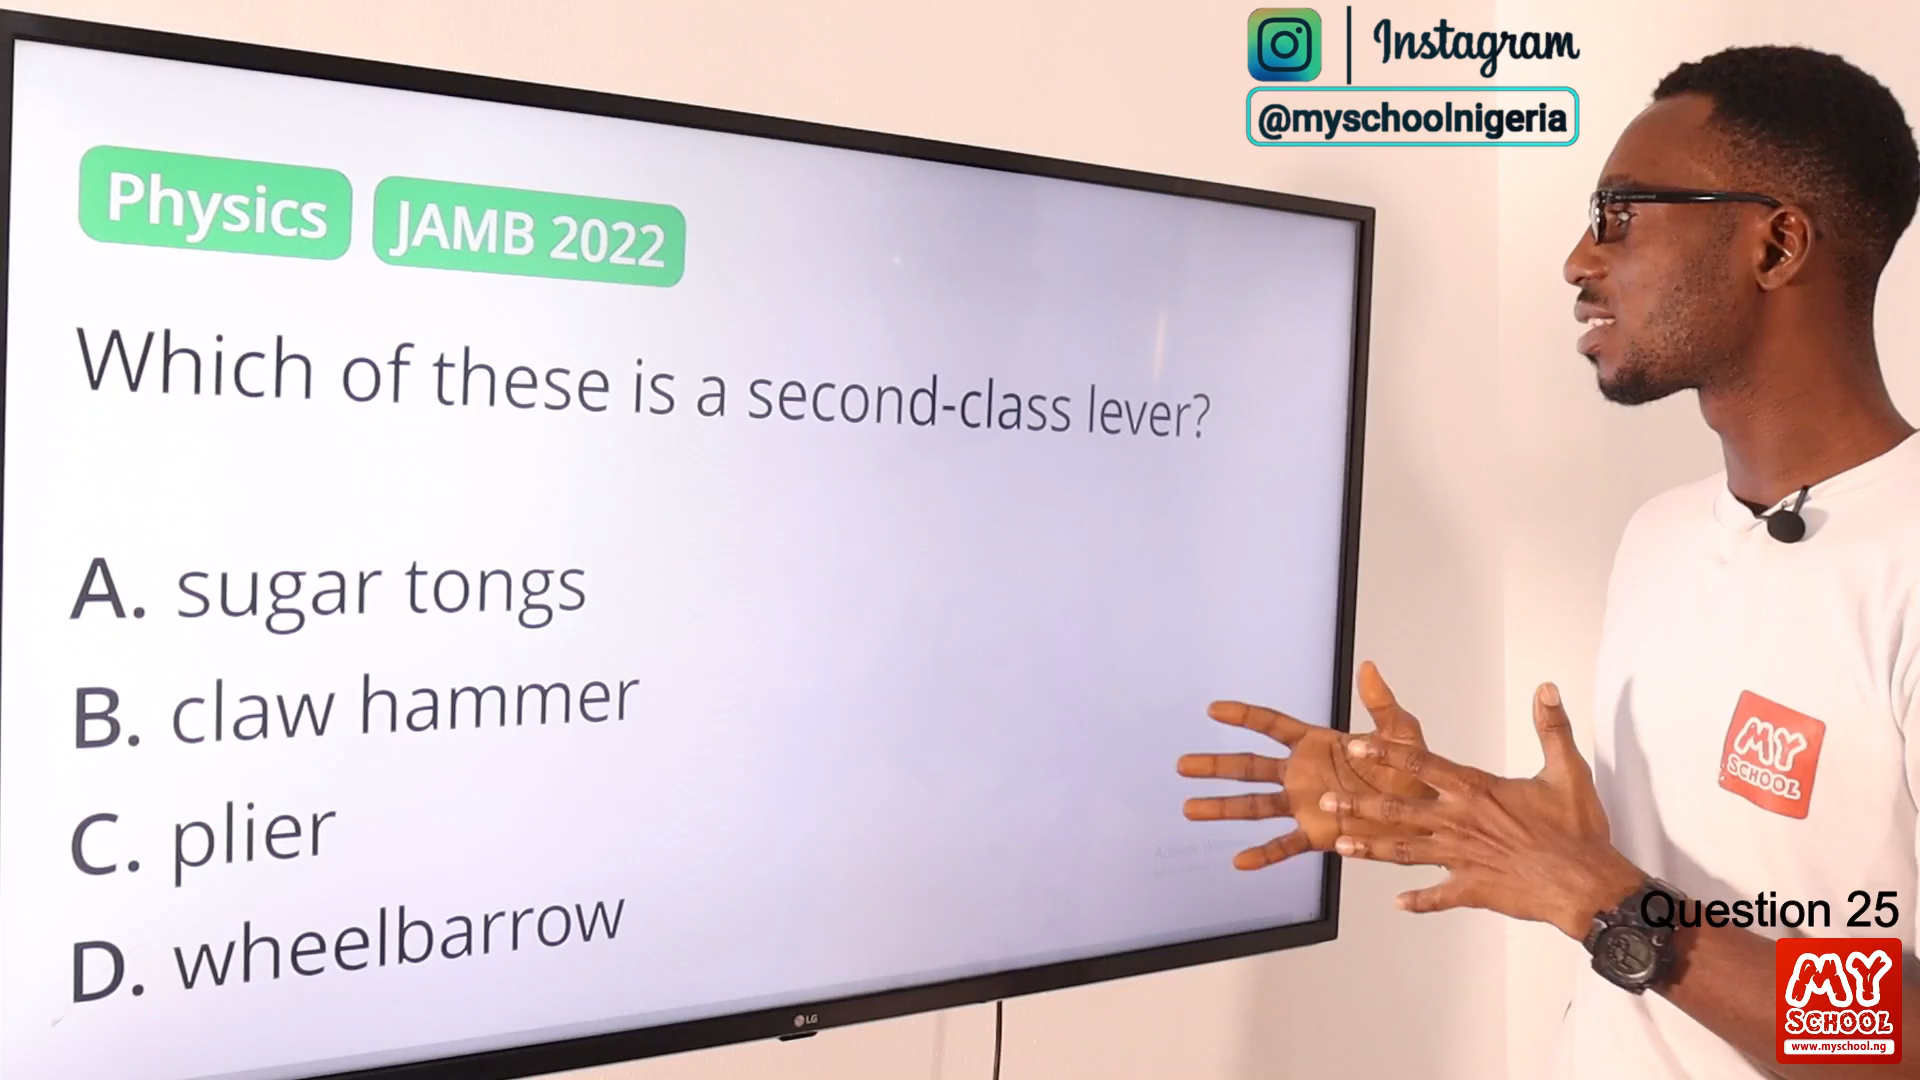 Instagram
@myschoolnigeria
Physics JAMB 2022
Which of these is a second-class lever?
A. sugar tongs
B. claw hammer
C. plier
D. wheelbarrow
LG
MY
SCHOOL
Question 25
MY
SCHOOL
www.myschool.ng